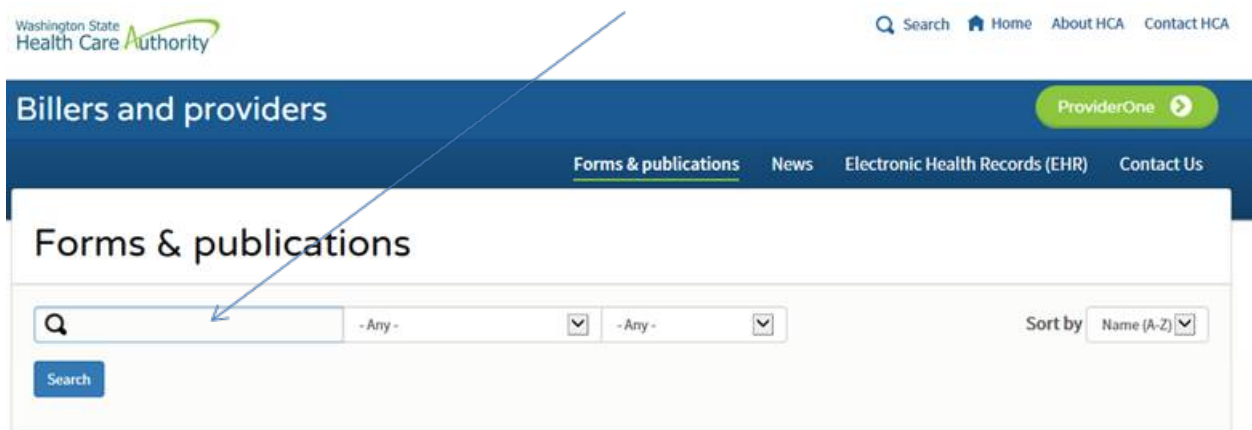 Washington State
Health Care Authority
Search Home About HCA Contact HCA
Billers and providers
ProviderOne
Forms & publications News Electronic Health Records (EHR) Contact Us
Forms & publications
- Any - - Any - Sort by Name (A-Z)
Search